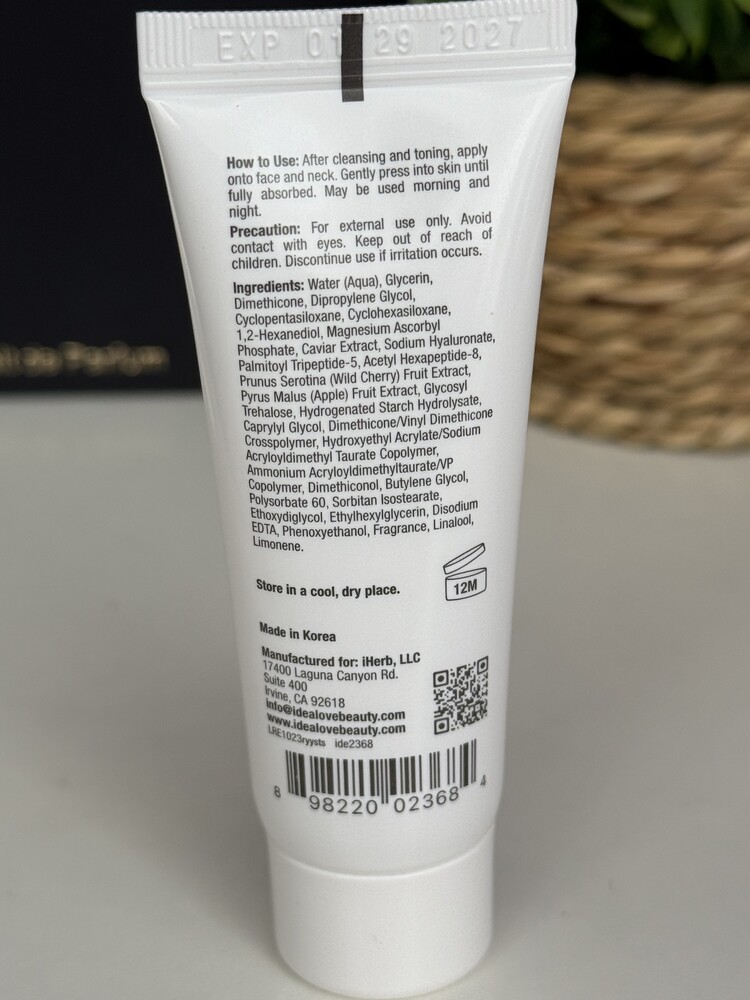 EXP 01 29 2027
How to Use: After cleansing and toning, apply
onto face and neck. Gently press into skin until
fully absorbed. May be used morning and
night.
Precaution: For external use only. Avoid
contact with eyes. Keep out of reach of
children. Discontinue use if irritation occurs.
Ingredients: Water (Aqua), Glycerin,
Dimethicone, Dipropylene Glycol,
Cyclopentasiloxane, Cyclohexasiloxane,
1,2-Hexanediol, Magnesium Ascorbyl
Phosphate, Caviar Extract, Sodium Hyaluronate,
Palmitoyl Tripeptide-5, Acetyl Hexapeptide-8,
Prunus Serotina (Wild Cherry) Fruit Extract,
Pyrus Malus (Apple) Fruit Extract, Glycosyl
Trehalose, Hydrogenated Starch Hydrolysate,
Caprylyl Glycol, Dimethicone/Vinyl Dimethicone
Crosspolymer, Hydroxyethyl Acrylate/Sodium
Acryloyldimethyl Taurate Copolymer,
Ammonium Acryloyldimethyltaurate/VP
Copolymer, Dimethiconol, Butylene Glycol,
Polysorbate 60, Sorbitan Isostearate,
Ethoxydiglycol, Ethylhexylglycerin, Disodium
EDTA, Phenoxyethanol, Fragrance, Linalool,
Limonene.
Store in a cool, dry place.
12M
Made in Korea
Manufactured for: iHerb, LLC
17400 Laguna Canyon Rd.
Suite 400
Irvine, CA 92618
info@idealovebeauty.com
www.idealovebeauty.com
LRE1023ryysts ide2368
8 98220 02368 4
de Parfum